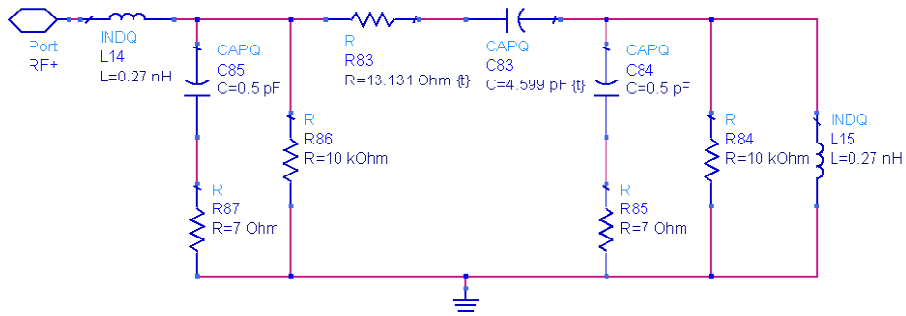 Port
RF+
INDQ
L14
L=0.27 nH
CAPQ
C85
C=0.5 pF
R
R86
R=10 kOhm
R
R87
R=7 Ohm
R
R83
R=13.131 Ohm {t}
CAPQ
C83
C=4.599 pF {t}
CAPQ
C84
C=0.5 pF
R
R85
R=7 Ohm
R
R84
R=10 kOhm
INDQ
L15
L=0.27 nH